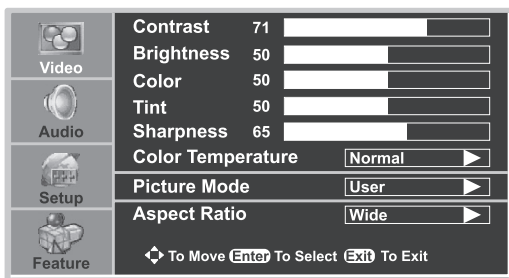 Video
Audio
Setup
Feature
Contrast 71
Brightness 50
Color 50
Tint 50
Sharpness 65
Color Temperature Normal
Picture Mode User
Aspect Ratio Wide
To Move Enter To Select Exit To Exit